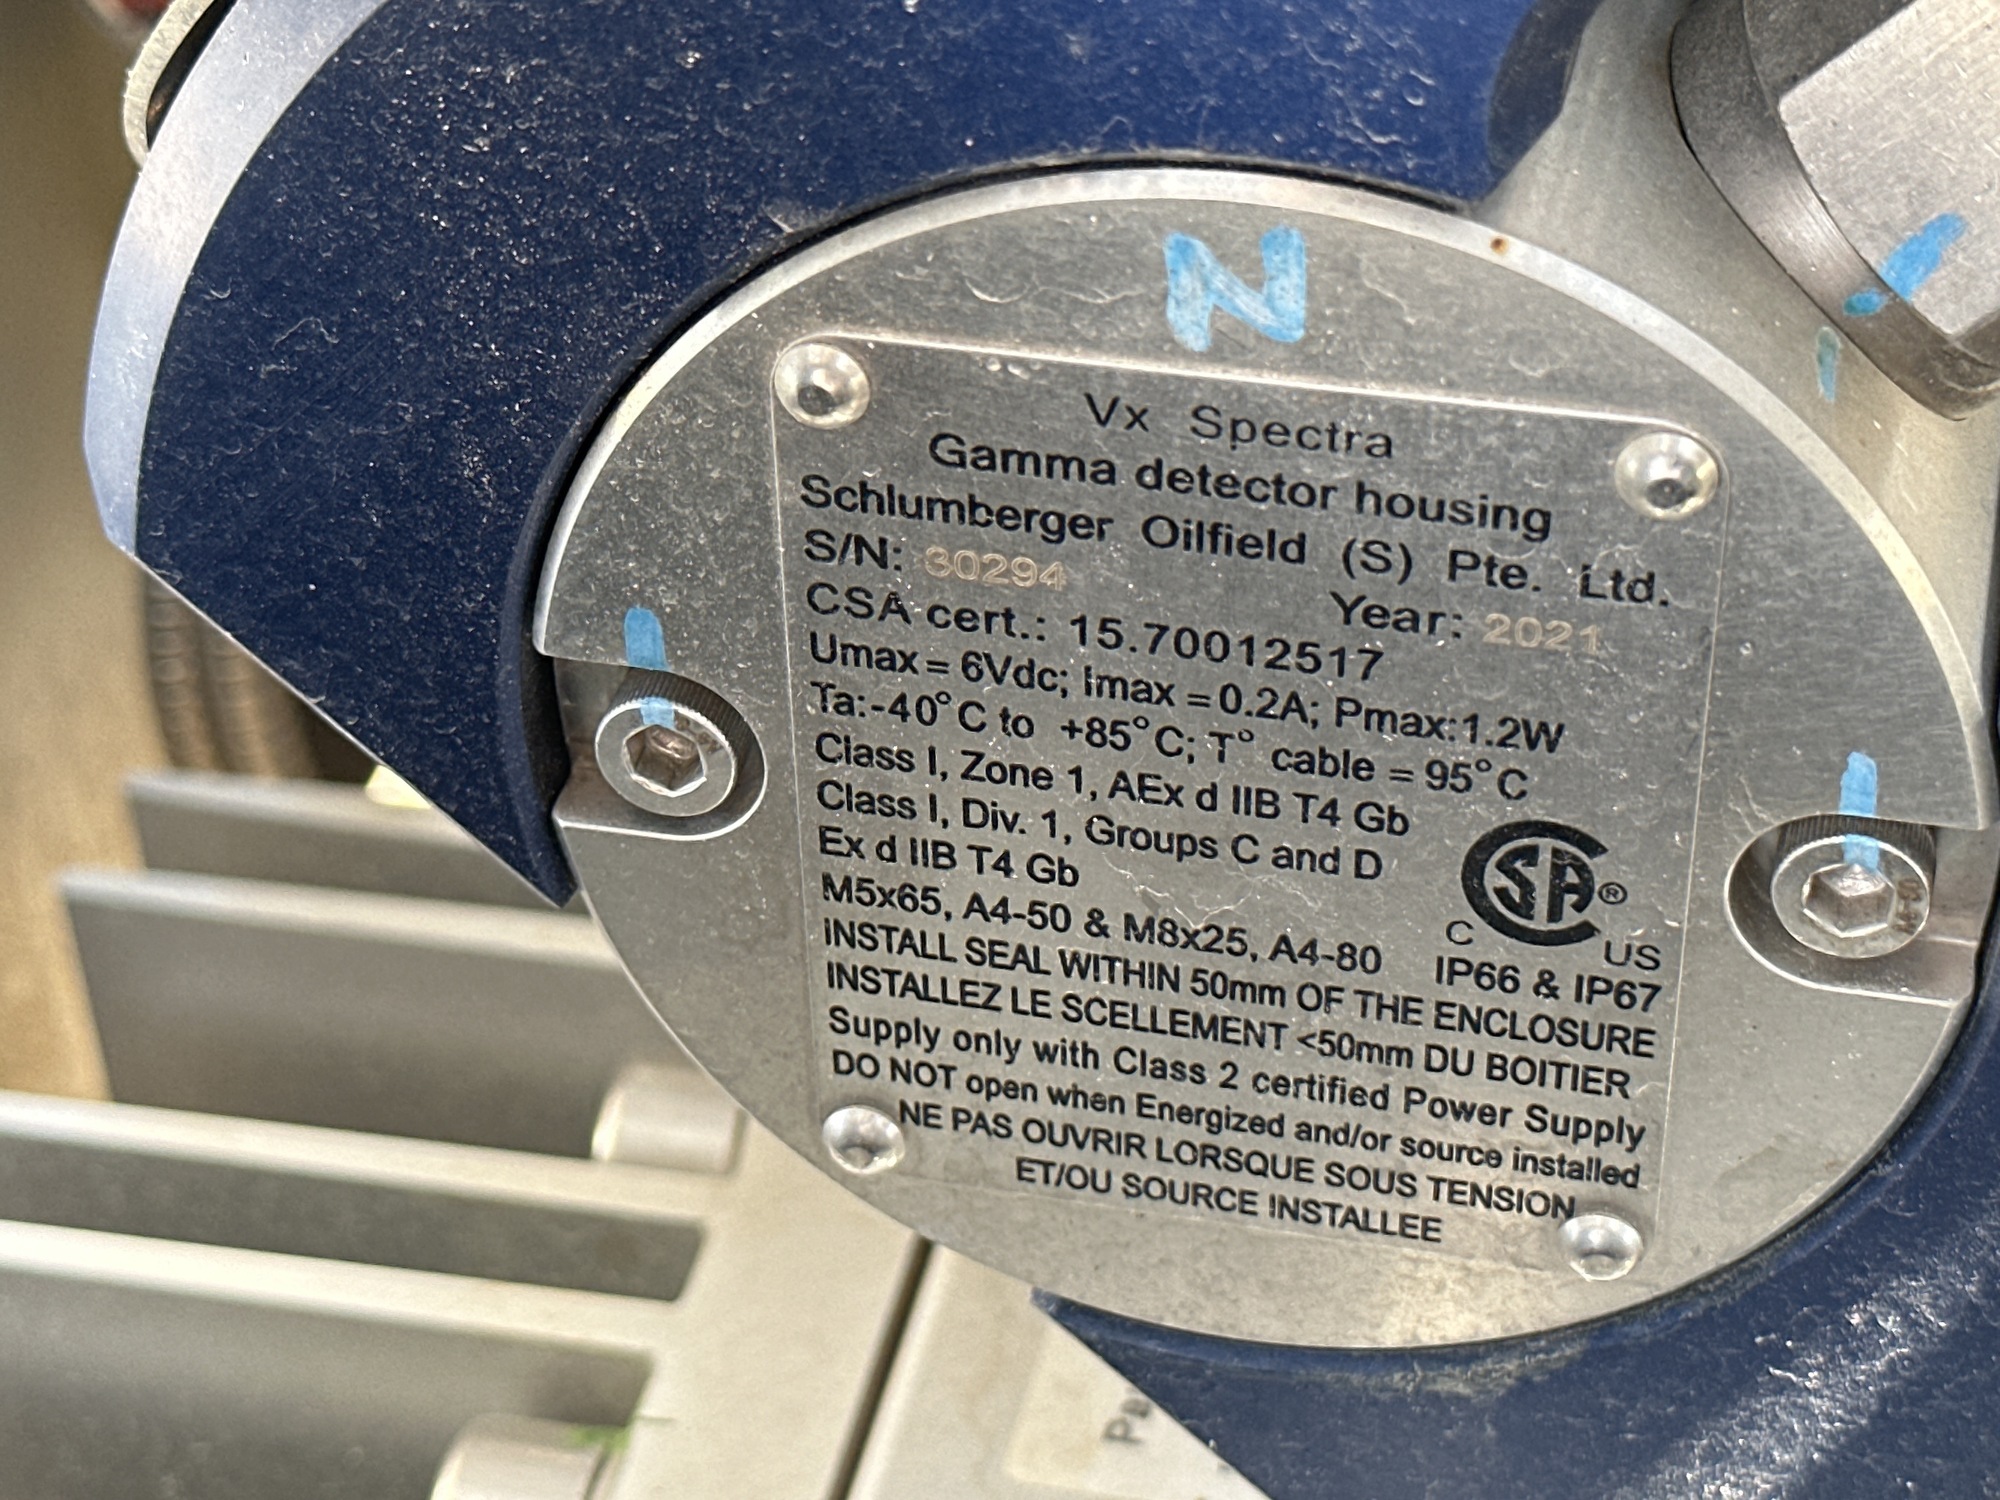 N
Vx Spectra
Gamma detector housing
Schlumberger Oilfield (S) Pte. Ltd.
S/N: 30294 Year: 2021
CSA cert.: 15.70012517
Umax = 6Vdc; Imax = 0.2A; Pmax:1.2W
Ta:-40°C to +85°C; T° cable = 95°C
Class I, Zone 1, AEx d IIB T4 Gb
Class I, Div. 1, Groups C and D
Ex d IIB T4 Gb
CSA®
C US
M5x65, A4-50 & M8x25, A4-80 IP66 & IP67
INSTALL SEAL WITHIN 50mm OF THE ENCLOSURE
INSTALLEZ LE SCELLEMENT <50mm DU BOITIER
Supply only with Class 2 certified Power Supply
DO NOT open when Energized and/or source installed
NE PAS OUVRIR LORSQUE SOUS TENSION
ET/OU SOURCE INSTALLEE